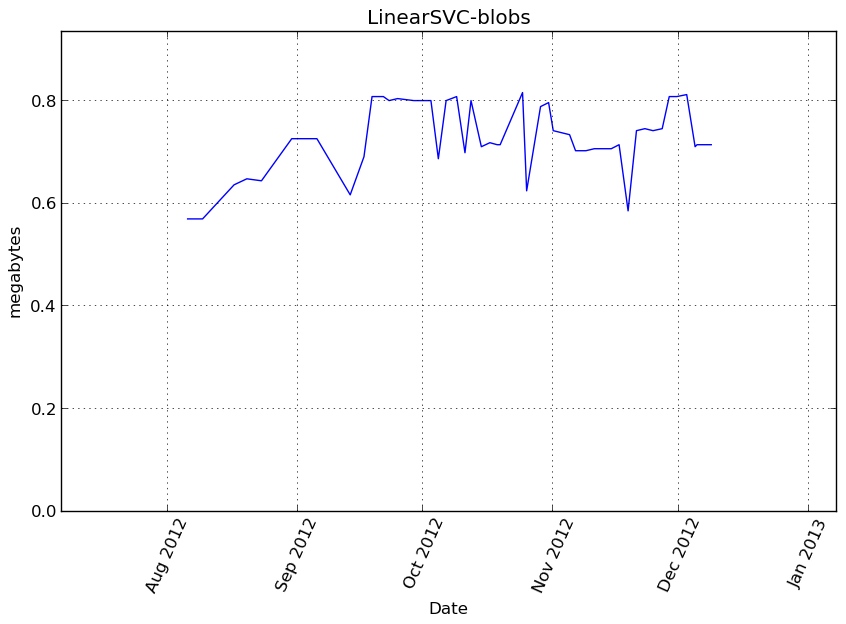 LinearSVC-blobs
megabytes
0.8
0.6
0.4
0.2
0.0
Aug 2012
Sep 2012
Oct 2012
Nov 2012
Dec 2012
Jan 2013
Date